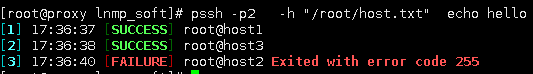 [root@proxy lnmp_soft]# pssh -p2   -h "/root/host.txt"  echo hello
[1] 17:36:37 [SUCCESS] root@host1
[2] 17:36:38 [SUCCESS] root@host3
[3] 17:36:40 [FAILURE] root@host2 Exited with error code 255